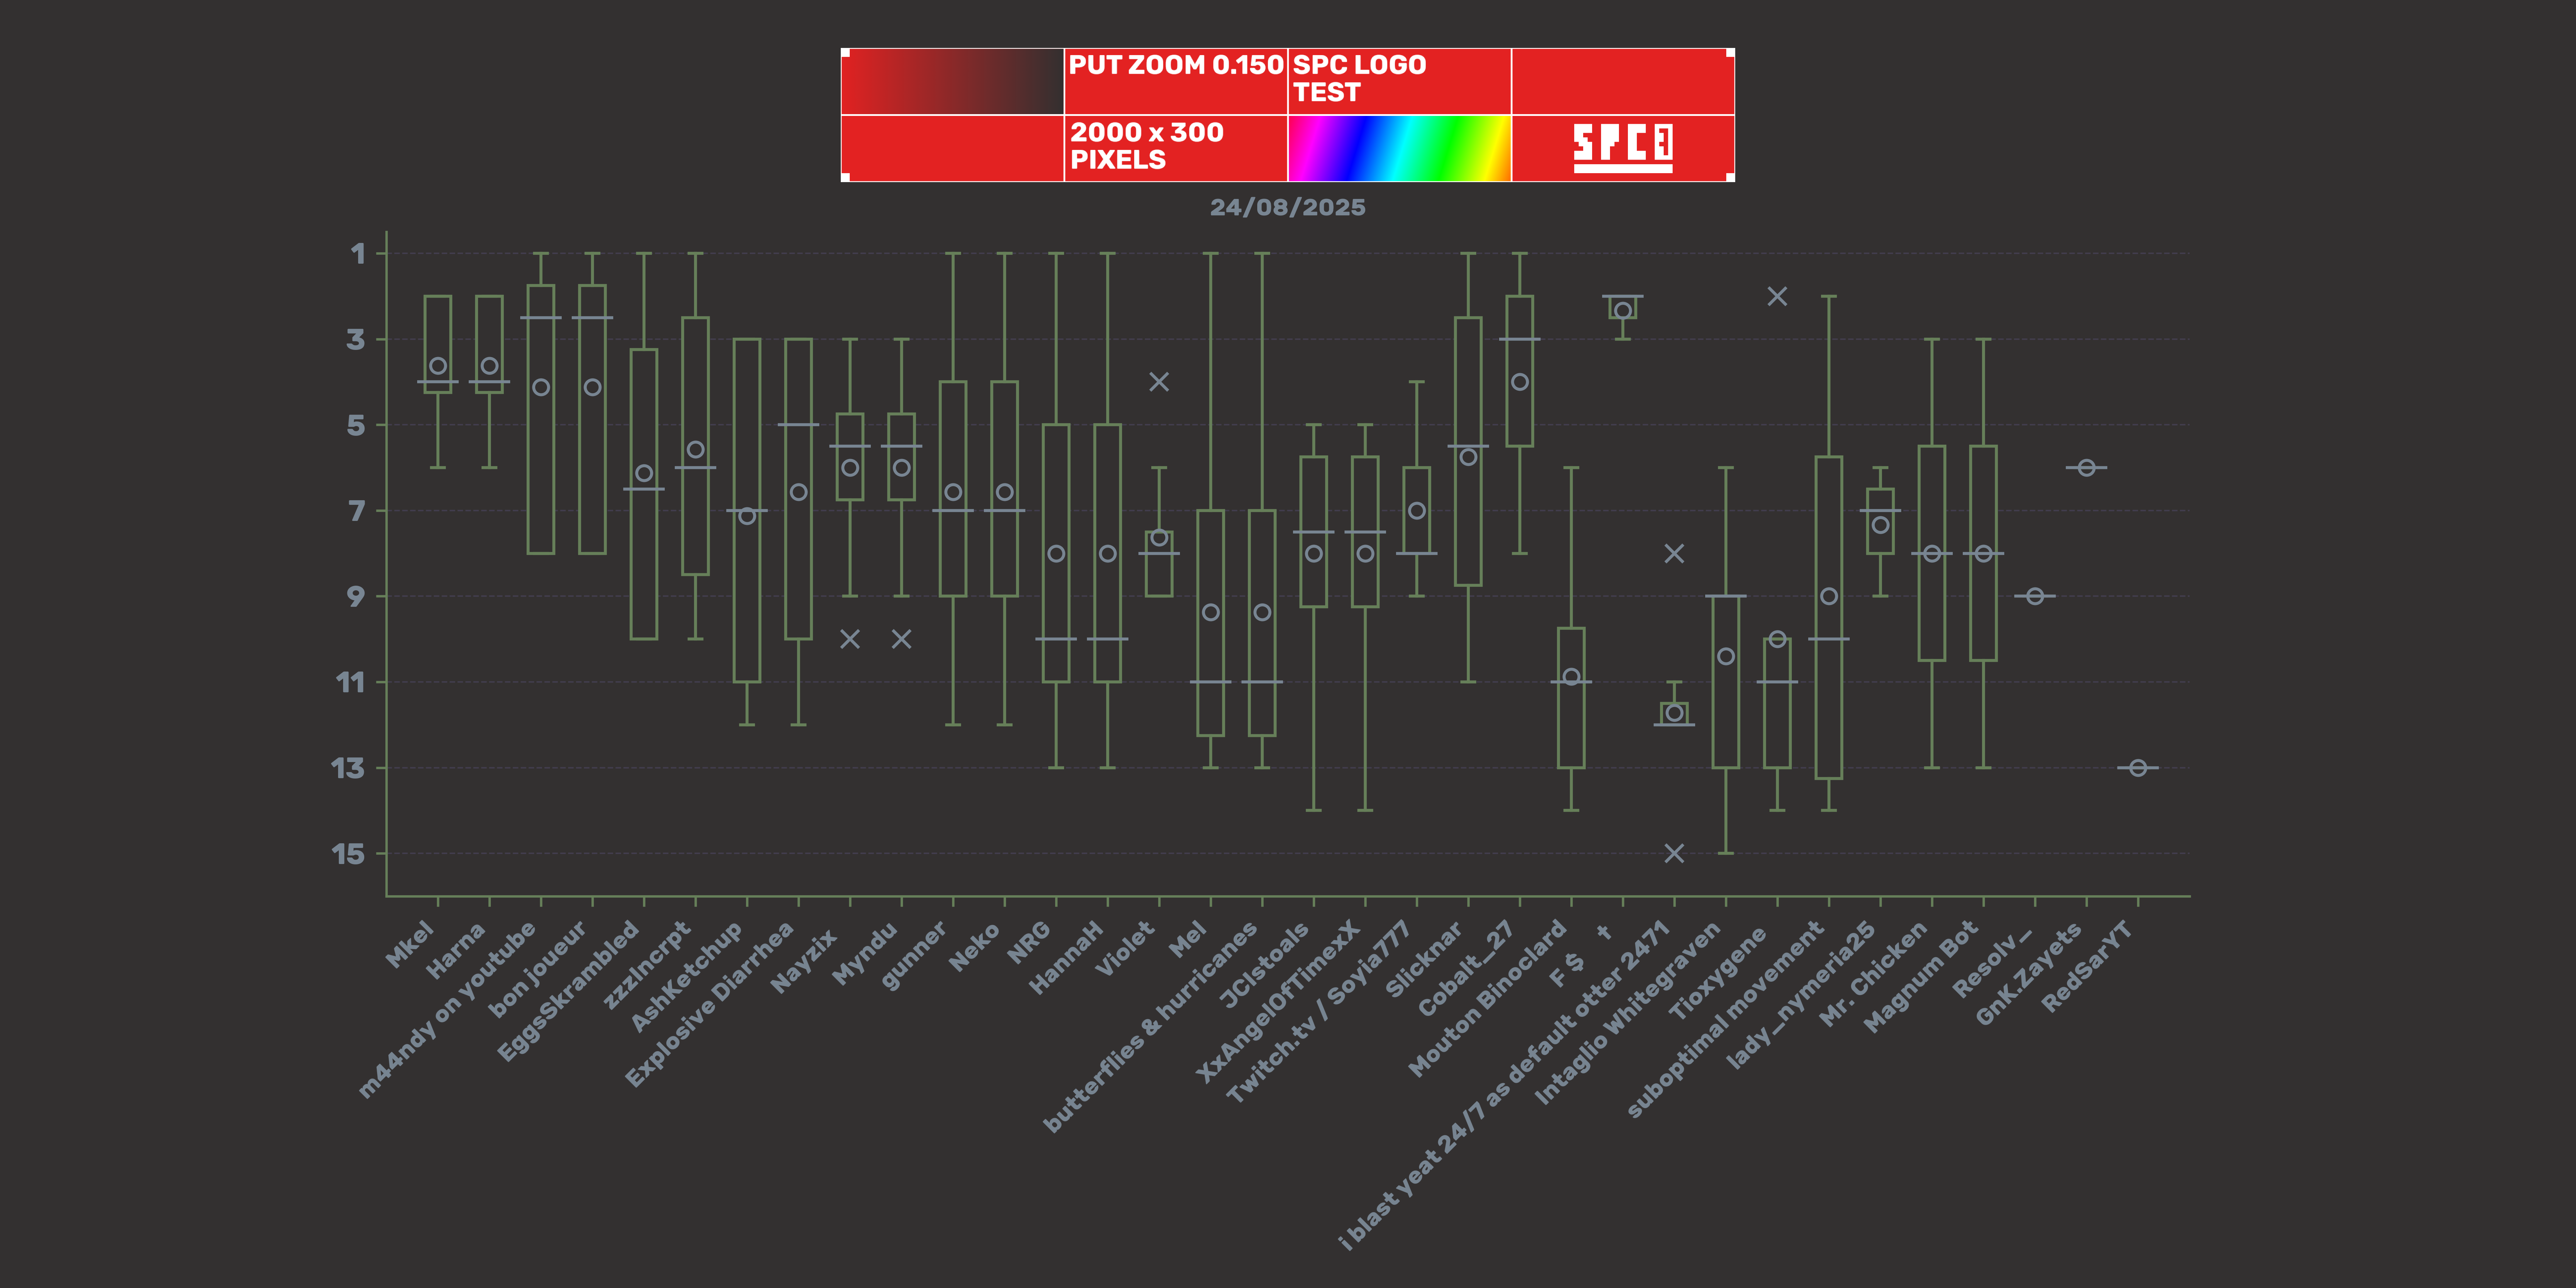 PUT ZOOM 0.150
SPC LOGO
TEST
2000 x 300
PIXELS
SPC
24/08/2025
1
3
5
7
9
11
13
15
Mkel
Harna
m44ndy on youtube
bon joueur
EggsSkrambled
zzzIncrpt
AshKetchup
Explosive Diarrhea
Nayzix
Myndu
gunner
Neko
NRG
HannaH
Violet
Mel
butterflies & hurricanes
JClstoals
XxAngelOfTimexX
Twitch.tv / Soyia777
Slicknar
Cobalt_27
Mouton Binoclard
F $ †
i blast yeat 24/7 as default otter 2471
Intaglio Whitegraven
Tioxygene
suboptimal movement
lady_nymeria25
Mr. Chicken
Magnum Bot
Resolv_
GnK.Zayets
RedSarYT